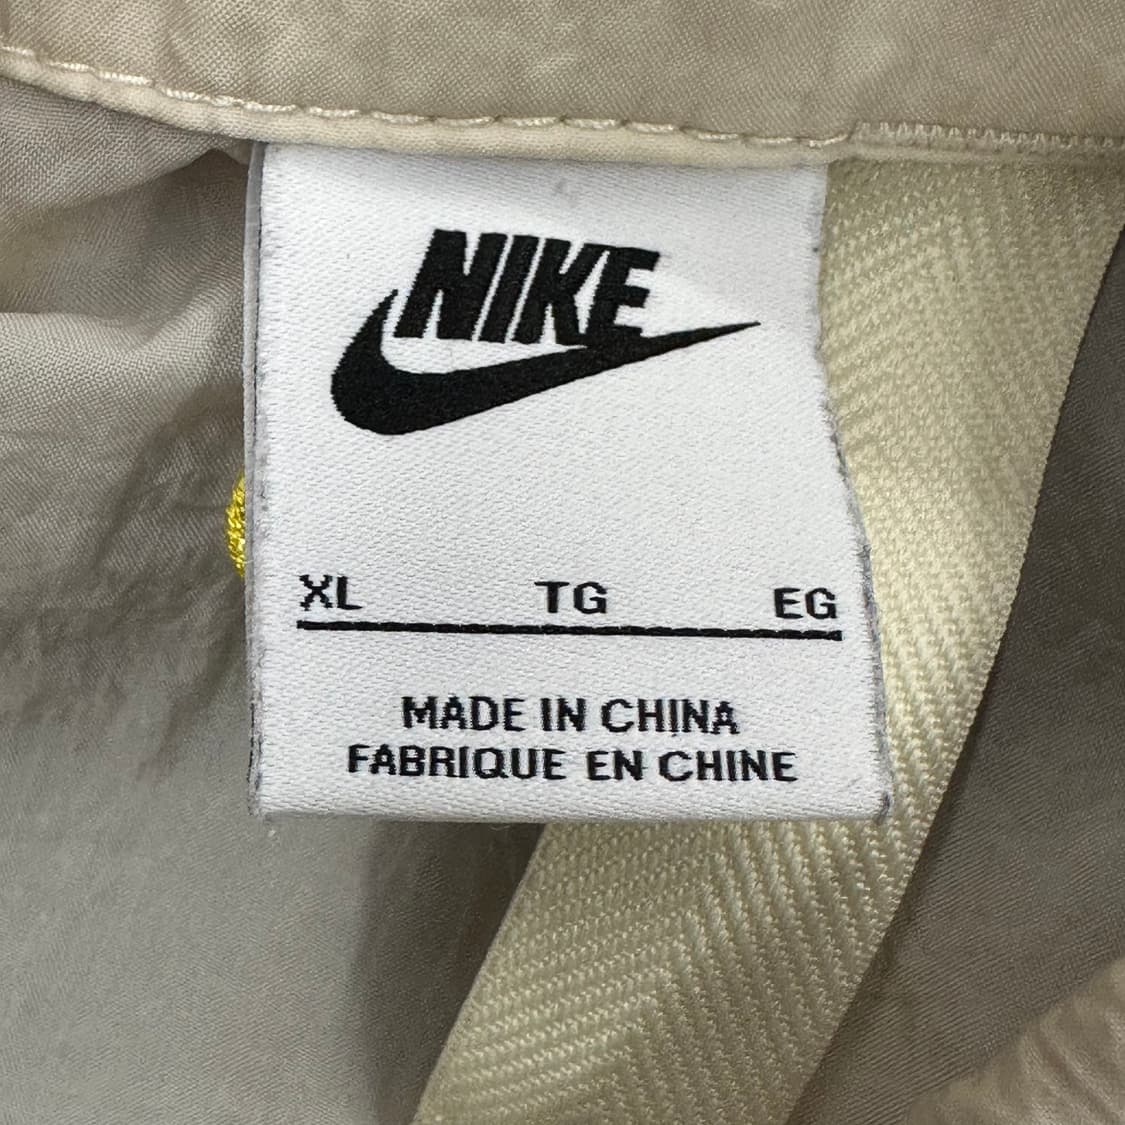 NIKE
XL TG EG
MADE IN CHINA
FABRIQUE EN CHINE